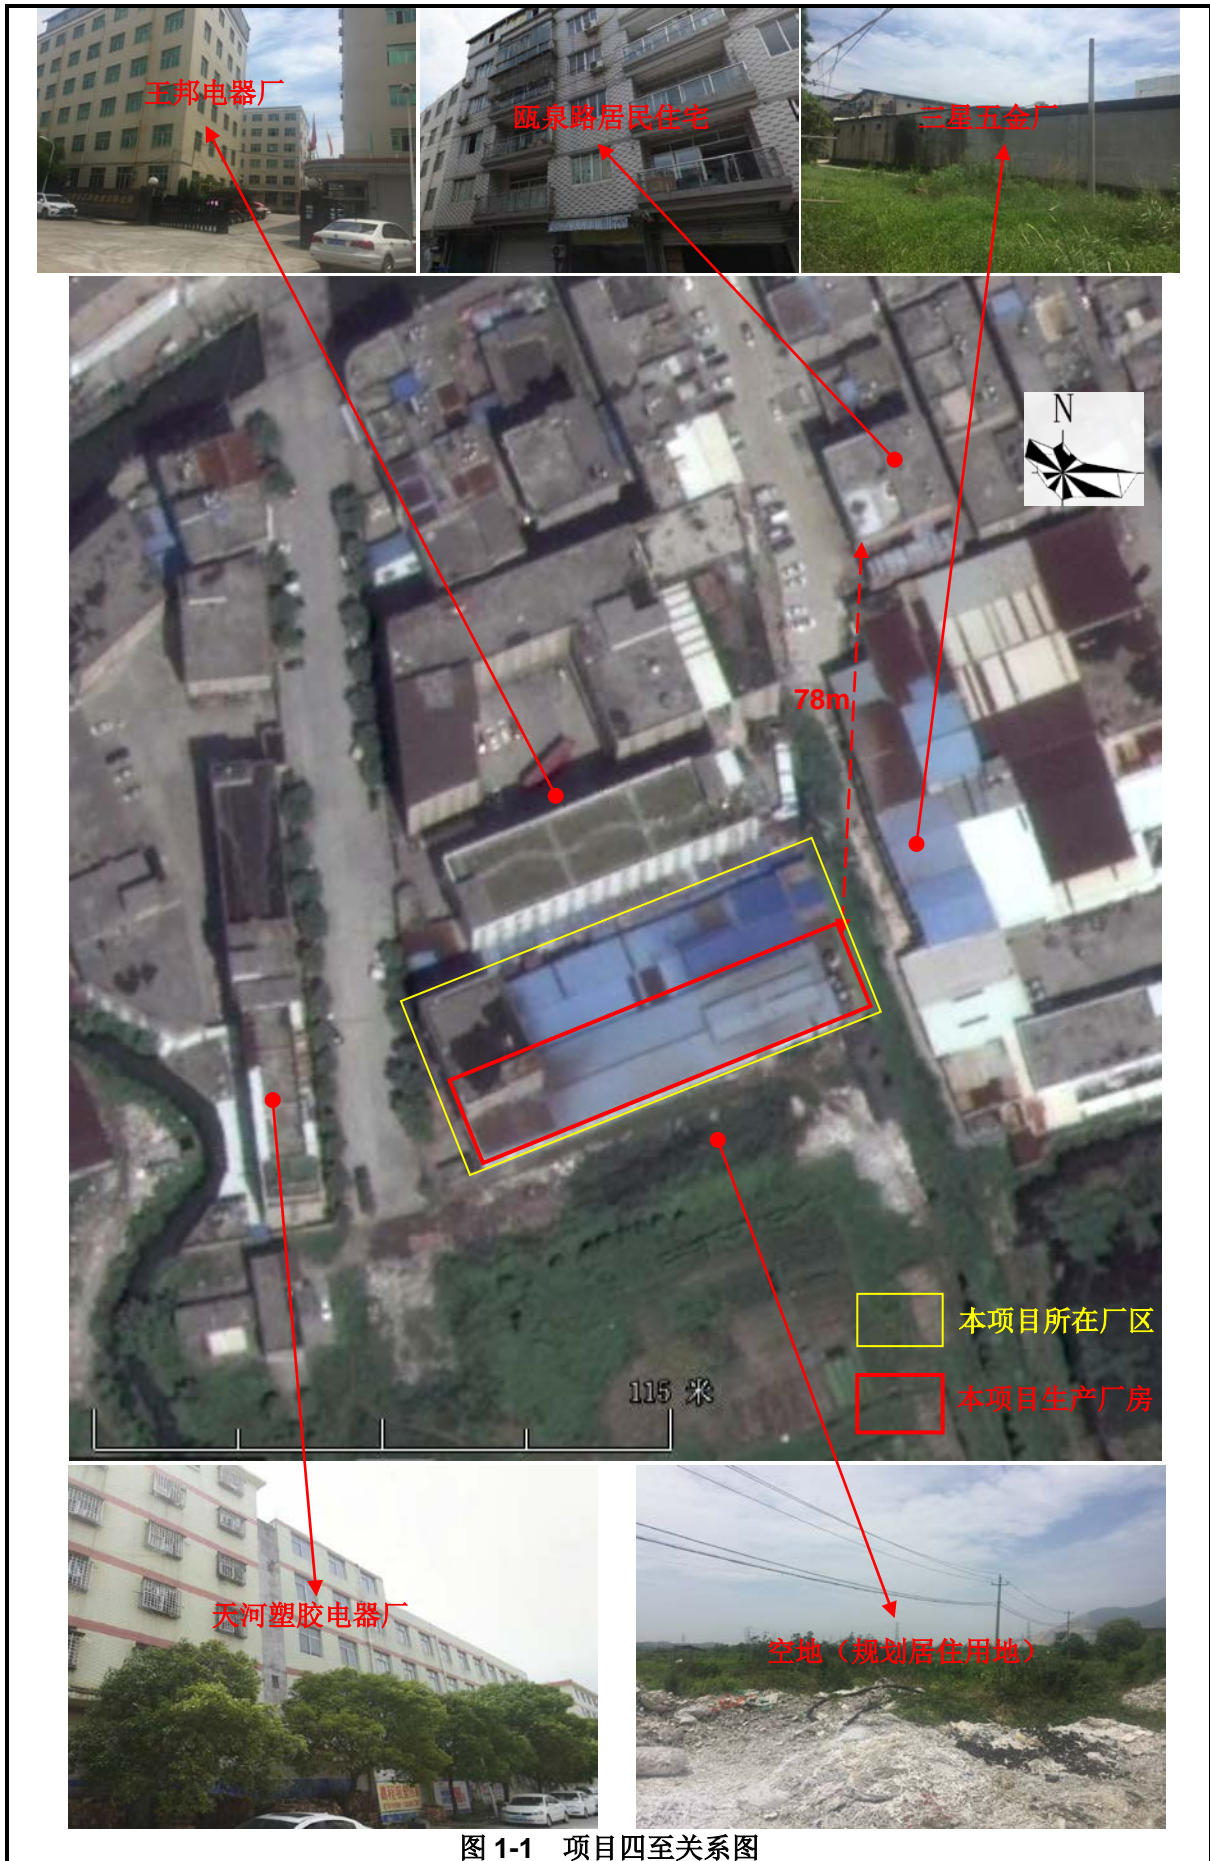 王邦电器厂
瓯泉路居民住宅
三星五金厂
N
78m
本项目所在厂区
115 米
本项目生产厂房
天河塑胶电器厂
空地（规划居住用地）
图 1-1 项目四至关系图